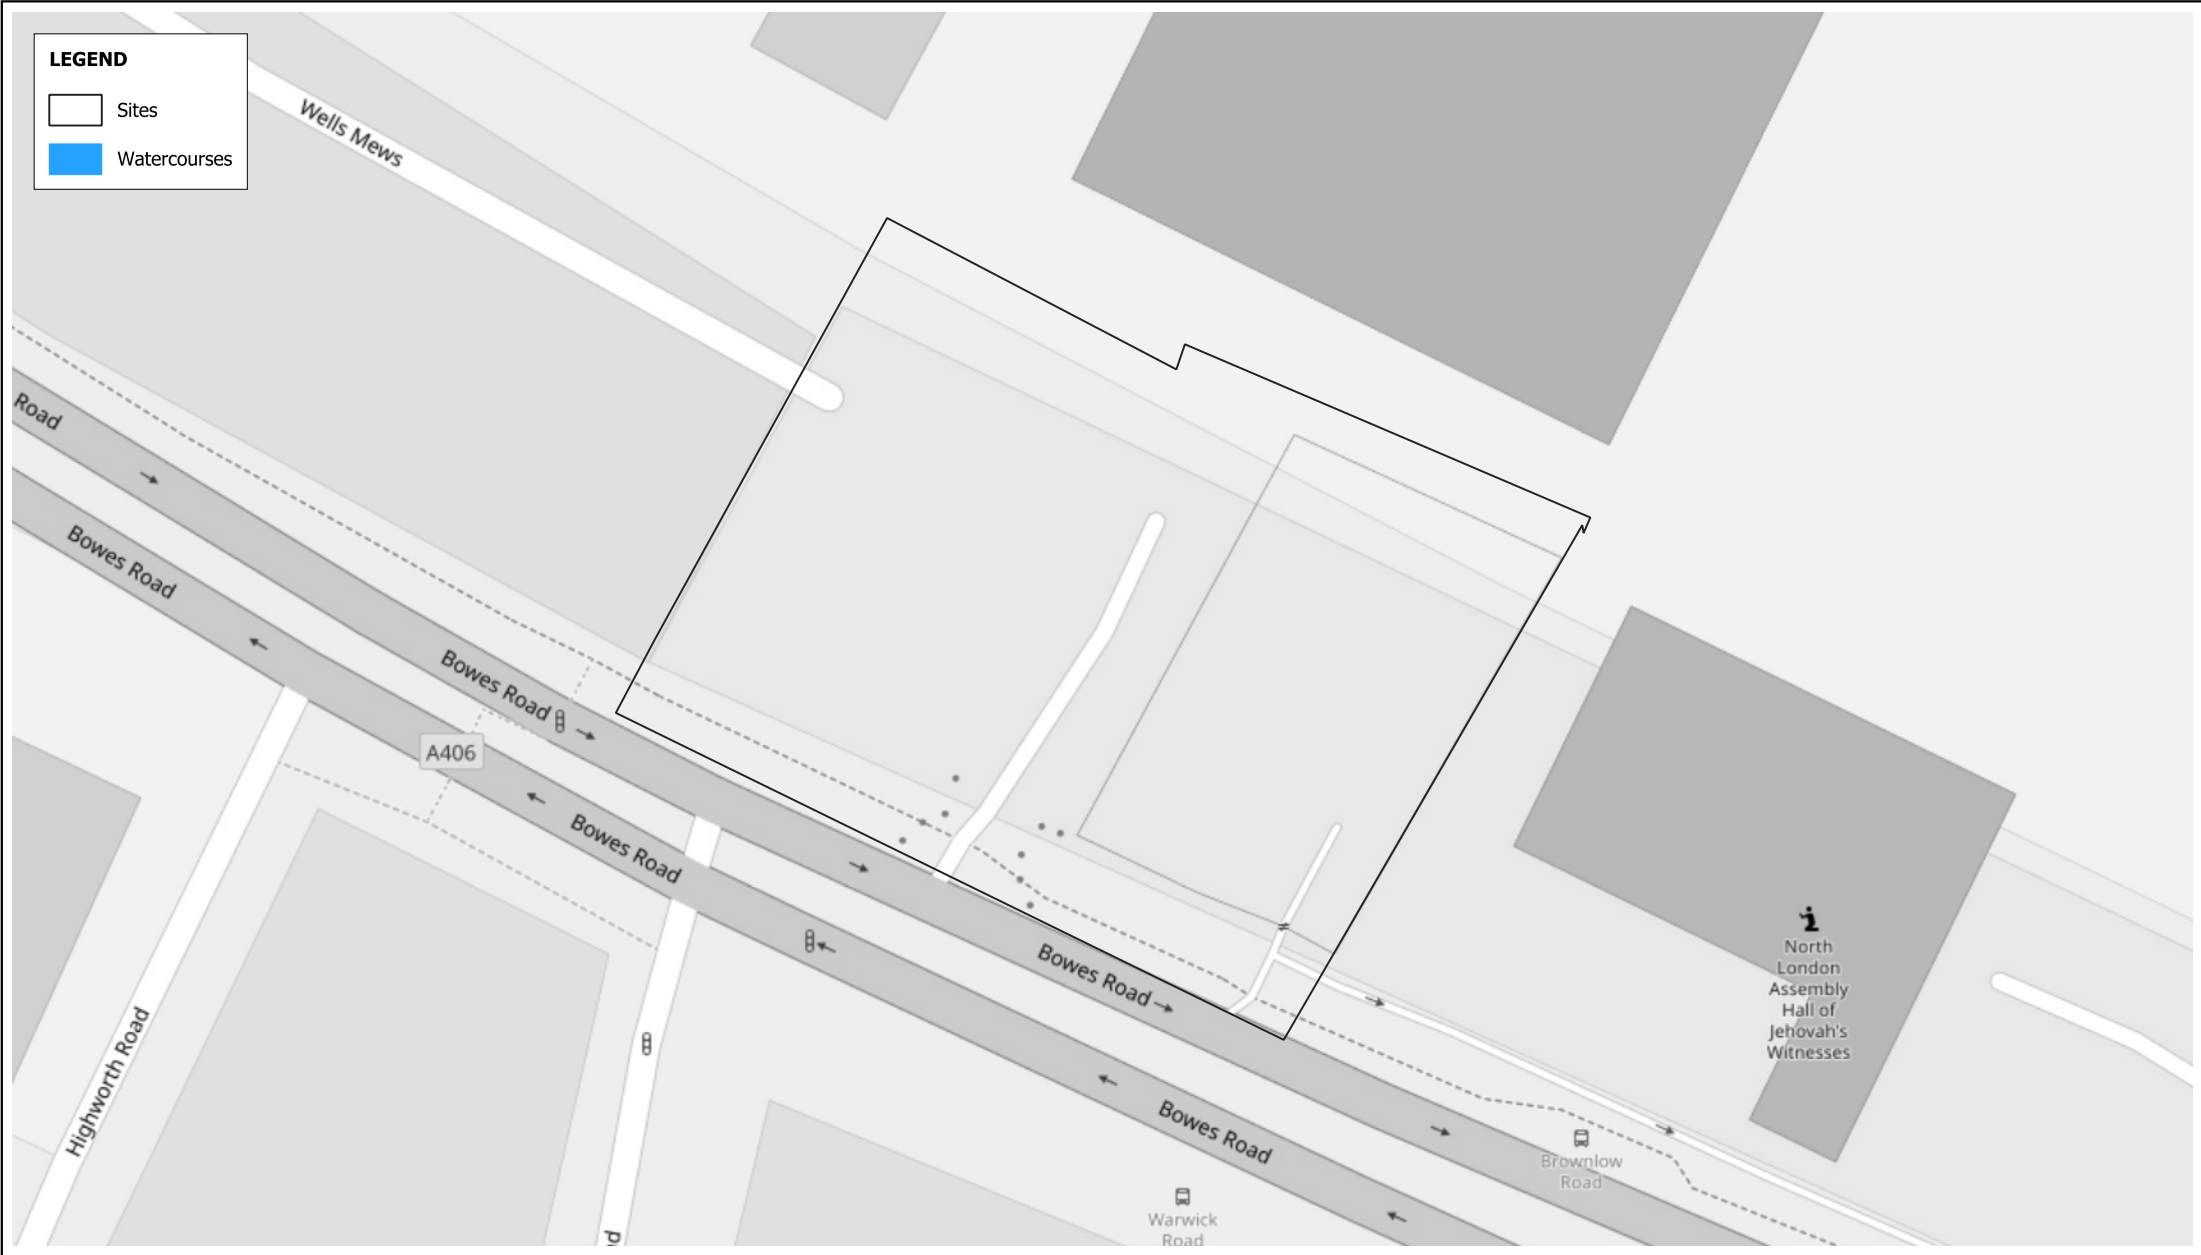 LEGEND
Sites
Watercourses
Wells Mews
Road
Bowes Road
Bowes Road
A406
Bowes Road
Bowes Road
Highworth Road
Bowes Road
North
London
Assembly
Hall of
Jehovah's
Witnesses
Brownlow
Road
Warwick
Road